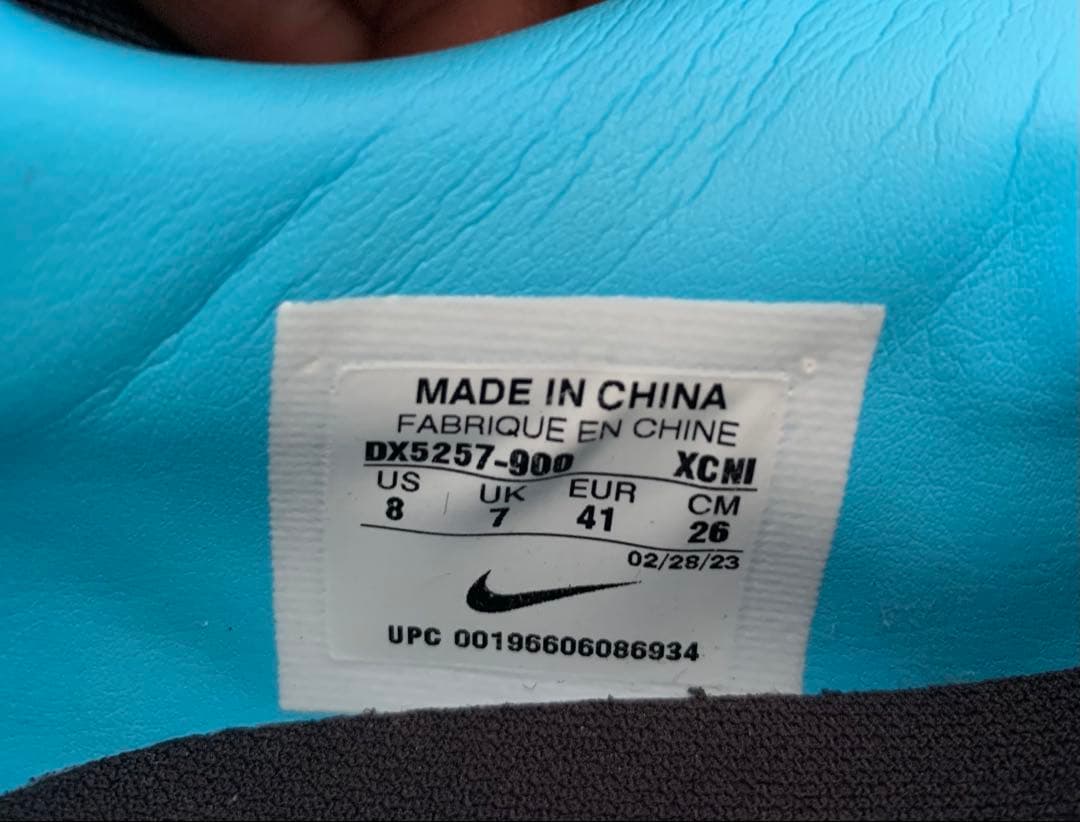 MADE IN CHINA
FABRIQUE EN CHINE
DX5257-900 XCNI
US UK EUR CM
8 7 41 26
02/28/23
UPC 00196606086934